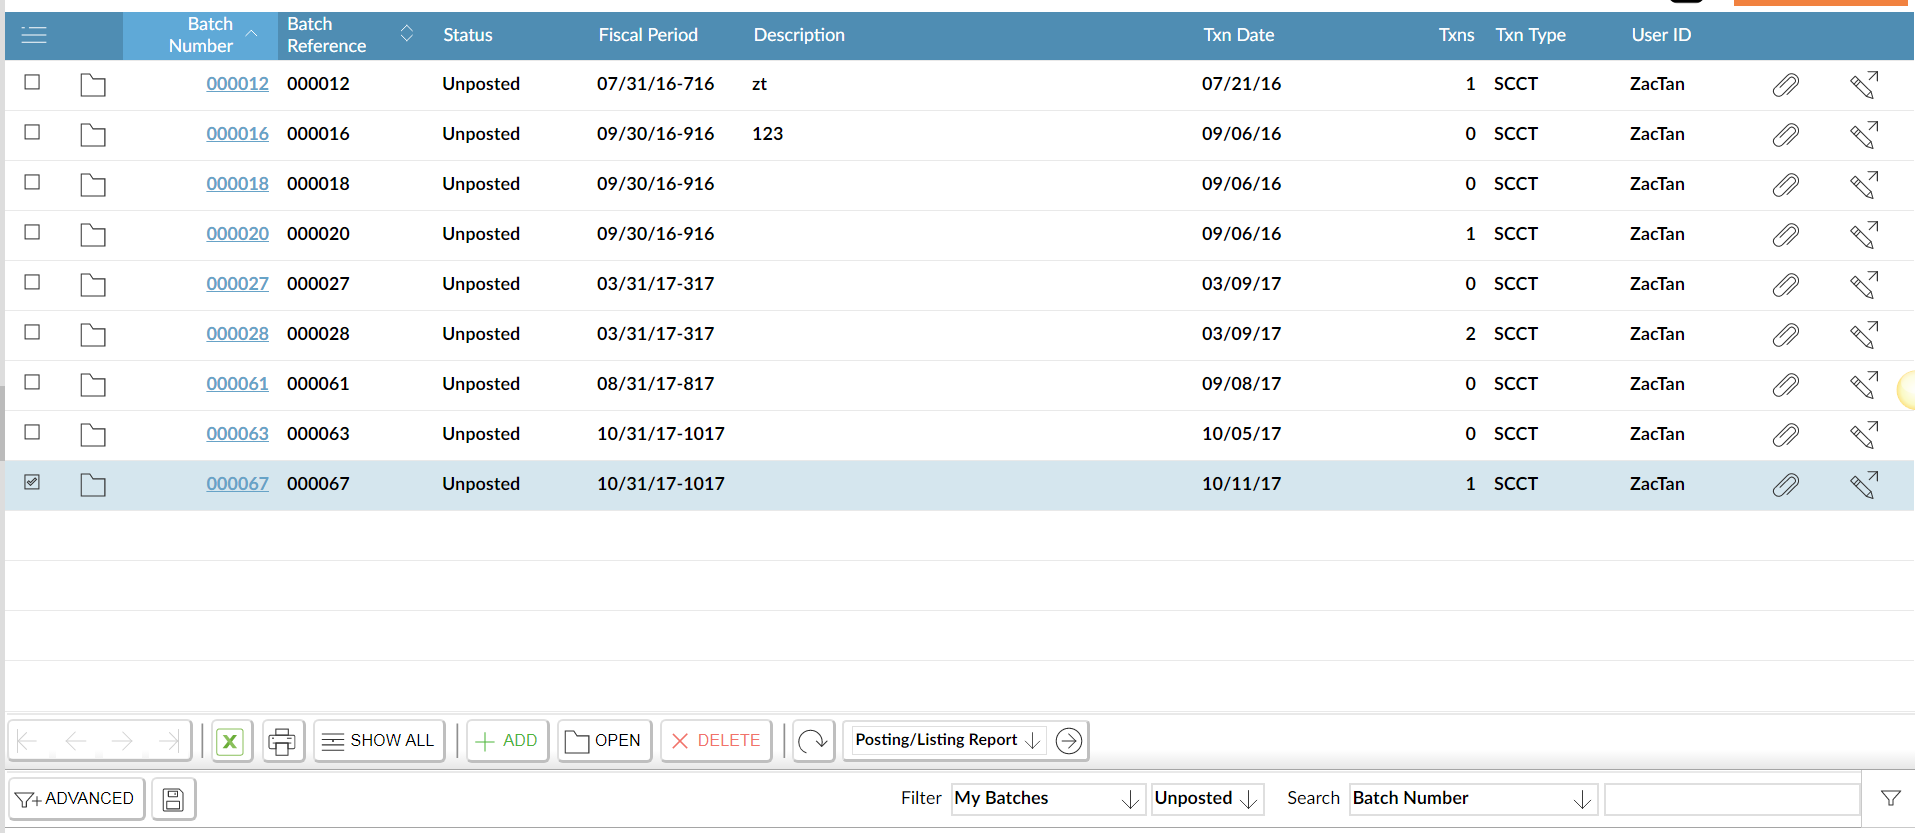 Batch Number Batch Reference Status Fiscal Period Description Txn Date Txns Txn Type User ID
000012 000012 Unposted 07/31/16-716 zt 07/21/16 1 SCCT ZacTan
000016 000016 Unposted 09/30/16-916 123 09/06/16 0 SCCT ZacTan
000018 000018 Unposted 09/30/16-916 09/06/16 0 SCCT ZacTan
000020 000020 Unposted 09/30/16-916 09/06/16 1 SCCT ZacTan
000027 000027 Unposted 03/31/17-317 03/09/17 0 SCCT ZacTan
000028 000028 Unposted 03/31/17-317 03/09/17 2 SCCT ZacTan
000061 000061 Unposted 08/31/17-817 09/08/17 0 SCCT ZacTan
000063 000063 Unposted 10/31/17-1017 10/05/17 0 SCCT ZacTan
000067 000067 Unposted 10/31/17-1017 10/11/17 1 SCCT ZacTan
X SHOW ALL ADD OPEN DELETE Posting/Listing Report
ADVANCED Filter My Batches Unposted Search Batch Number